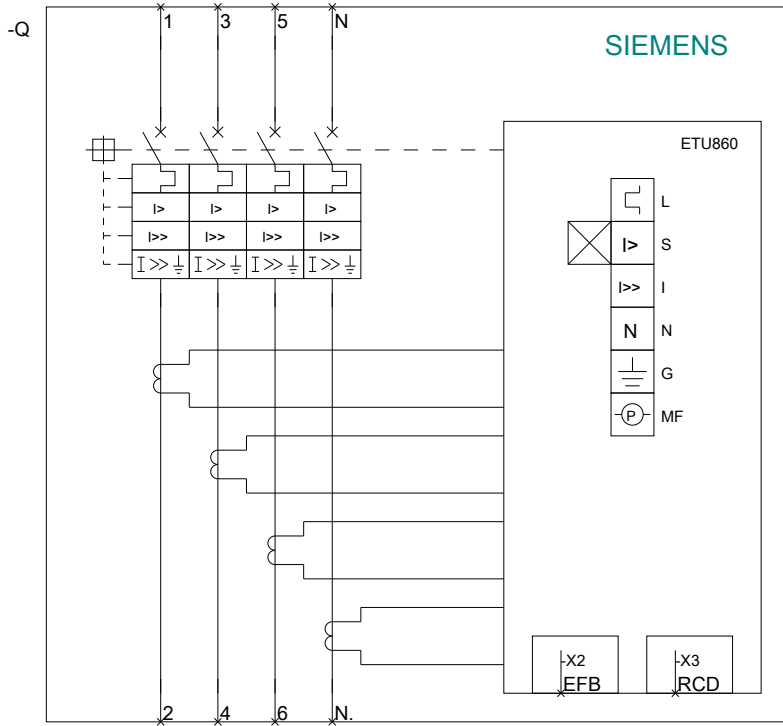 1 3 5 N
-Q
SIEMENS
ETU860
L
I> I> I> I> I> S
I>> I>> I>> I>> I>> I
I>> I>> I>> I>>
N N
G
P MF
-X2 -X3
EFB RCD
2 4 6 N.